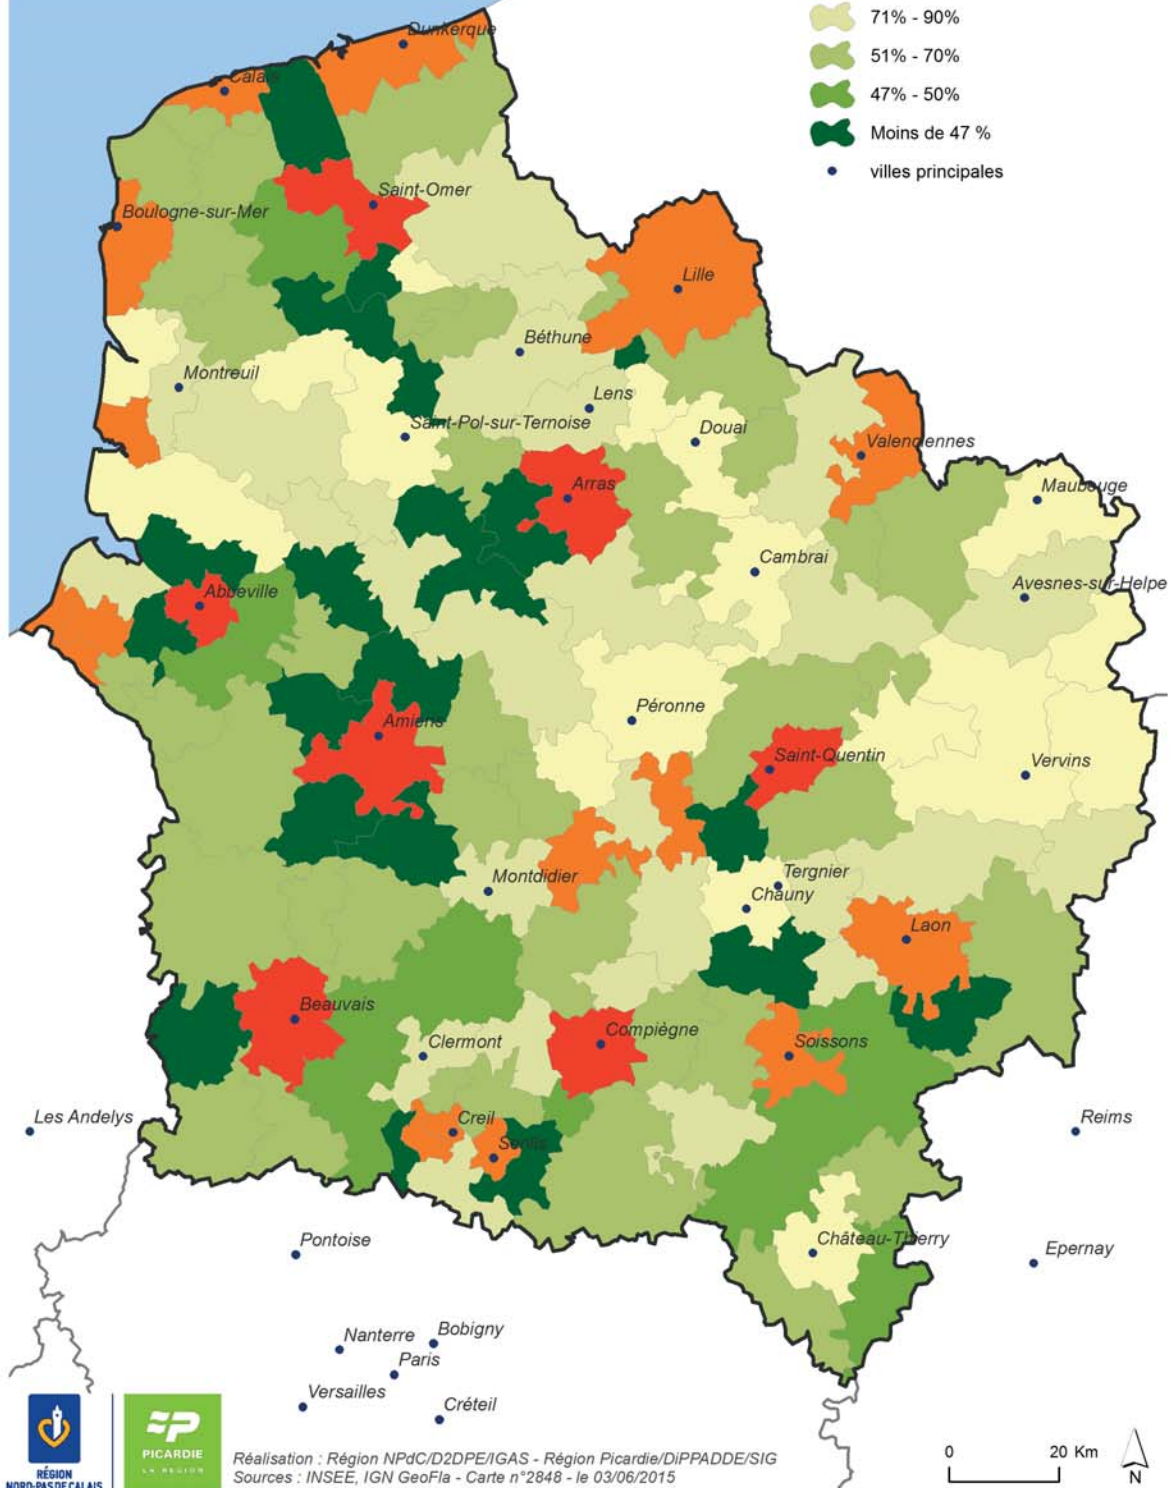 71% - 90%
51% - 70%
47% - 50%
Moins de 47 %
villes principales
Dunkerque
Calais
Saint-Omer
Boulogne-sur-Mer
Lille
Béthune
Montreuil
Lens
Saint-Pol-sur-Ternoise
Douai
Valenciennes
Arras
Maubeuge
Cambrai
Avesnes-sur-Helpe
Abbeville
Péronne
Amiens
Saint-Quentin
Vervins
Montdidier
Tergnier
Chauny
Laon
Beauvais
Compiègne
Clermont
Soissons
Les Andelys
Creil
Reims
Senlis
Pontoise
Château-Thierry
Epernay
Nanterre
Bobigny
Paris
Versailles
Créteil
PICARDIE
LA RÉGION
RÉGION
NORD-PAS DE CALAIS
Réalisation : Région NPdC/D2DPE/IGAS - Région Picardie/DiPPADDE/SIG
Sources : INSEE, IGN GeoFla - Carte n°2848 - le 03/06/2015
0 20 Km
N